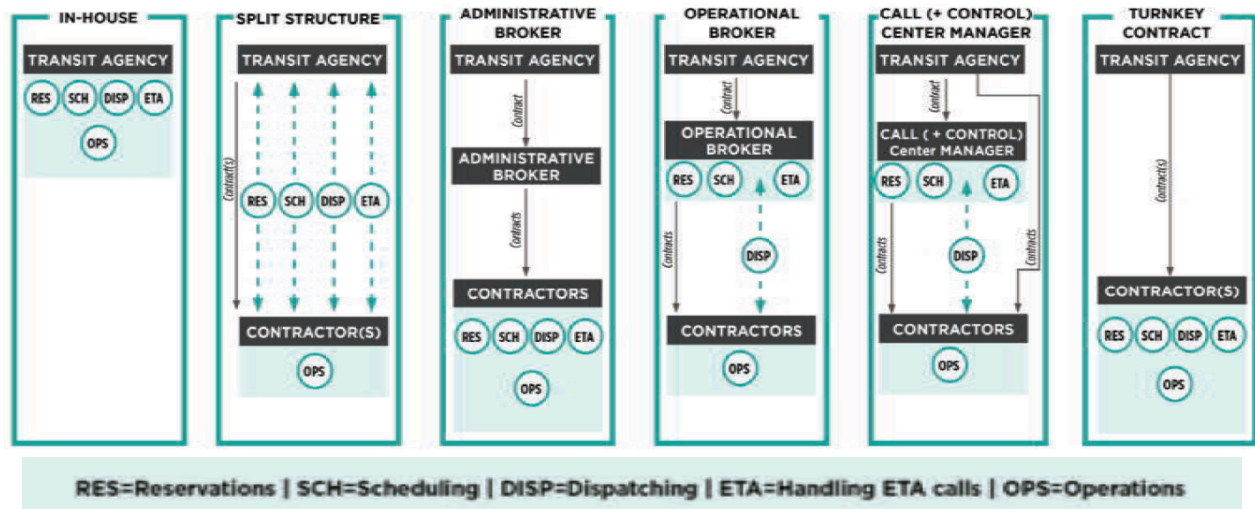 IN-HOUSE
TRANSIT AGENCY
RES SCH DISP ETA
OPS
SPLIT STRUCTURE
TRANSIT AGENCY
Contract(s)
RES SCH DISP ETA
CONTRACTOR(S)
OPS
ADMINISTRATIVE
BROKER
TRANSIT AGENCY
Contract
ADMINISTRATIVE
BROKER
Contracts
CONTRACTORS
RES SCH DISP ETA
OPS
OPERATIONAL
BROKER
TRANSIT AGENCY
Contract
OPERATIONAL
BROKER
RES SCH ETA
Contracts
DISP
CONTRACTORS
OPS
CALL (+ CONTROL)
CENTER MANAGER
TRANSIT AGENCY
Contract
CALL ( + CONTROL)
Center MANAGER
RES SCH ETA
Contracts
DISP
CONTRACTORS
OPS
TURNKEY
CONTRACT
TRANSIT AGENCY
Contract(s)
CONTRACTOR(S)
RES SCH DISP ETA
OPS
RES=Reservations | SCH=Scheduling | DISP=Dispatching | ETA=Handling ETA calls | OPS=Operations